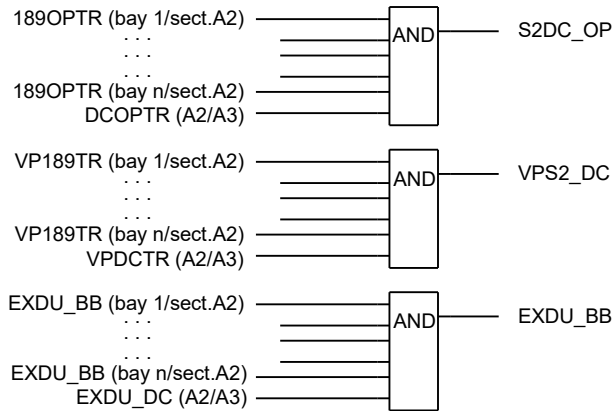 189OPTR (bay 1/sect.A2)
. . .
. . .
. . .
189OPTR (bay n/sect.A2)
DCOPTR (A2/A3)
AND
S2DC_OP
VP189TR (bay 1/sect.A2)
. . .
. . .
. . .
VP189TR (bay n/sect.A2)
VPDCTR (A2/A3)
AND
VPS2_DC
EXDU_BB (bay 1/sect.A2)
. . .
. . .
. . .
EXDU_BB (bay n/sect.A2)
EXDU_DC (A2/A3)
AND
EXDU_BB